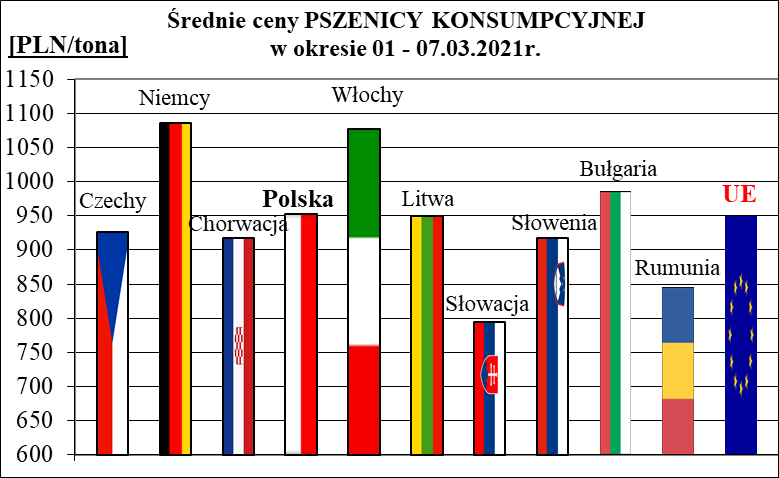 Średnie ceny PSZENICY KONSUMPCYJNEJ
w okresie 01 - 07.03.2021r.
[PLN/tona]
1150
1100
1050
1000
950
900
850
800
750
700
650
600
Czechy
Niemcy
Chorwacja
Polska
Włochy
Litwa
Słowacja
Słowenia
Bułgaria
Rumunia
UE